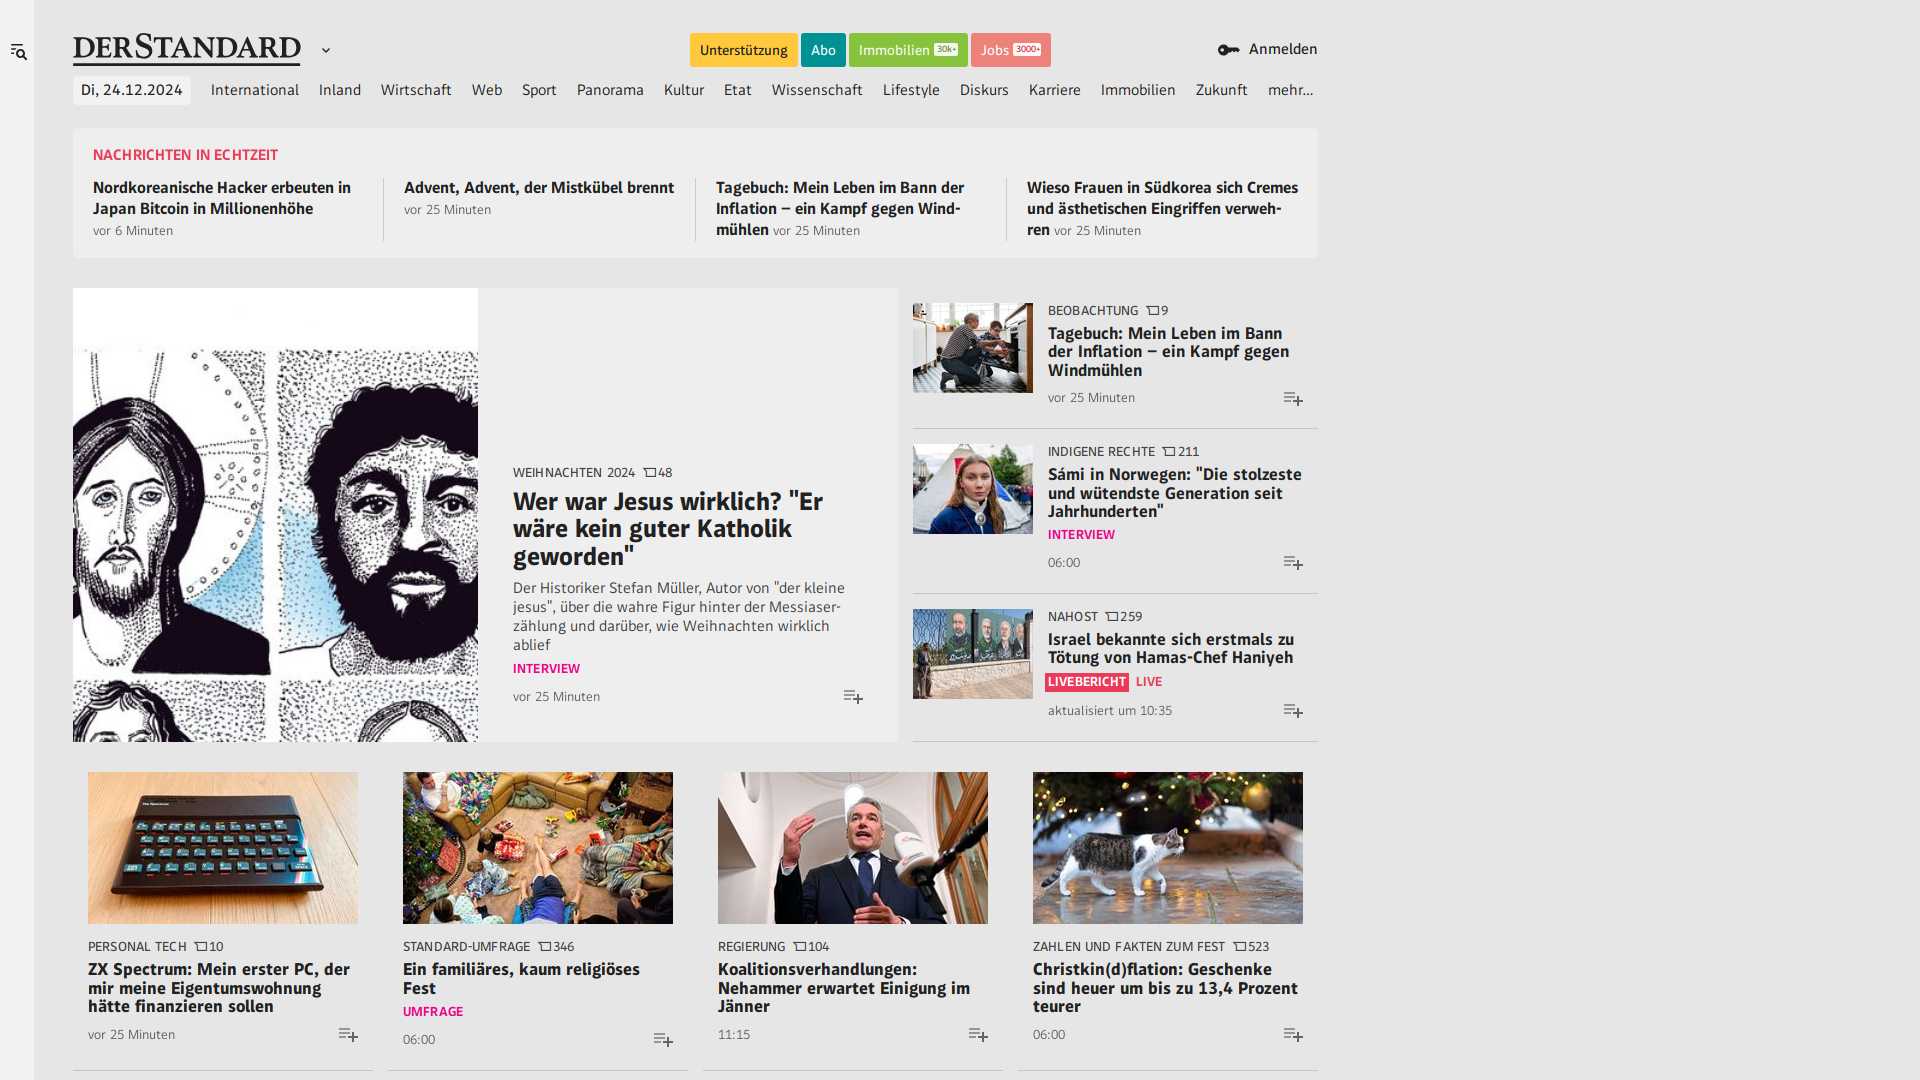 DERSTANDARD
Unterstützung
Abo
Immobilien 30k+
Jobs 3000+
Anmelden
Di, 24.12.2024
International
Inland
Wirtschaft
Web
Sport
Panorama
Kultur
Etat
Wissenschaft
Lifestyle
Diskurs
Karriere
Immobilien
Zukunft
mehr...
NACHRICHTEN IN ECHTZEIT
Nordkoreanische Hacker erbeuten in
Japan Bitcoin in Millionenhöhe
vor 6 Minuten
Advent, Advent, der Mistkübel brennt
vor 25 Minuten
Tagebuch: Mein Leben im Bann der
Inflation – ein Kampf gegen Wind-
mühlen vor 25 Minuten
Wieso Frauen in Südkorea sich Cremes
und ästhetischen Eingriffen verweh-
ren vor 25 Minuten
WEIHNACHTEN 2024 48
Wer war Jesus wirklich? "Er
wäre kein guter Katholik
geworden"
Der Historiker Stefan Müller, Autor von "der kleine
jesus", über die wahre Figur hinter der Messiaser-
zählung und darüber, wie Weihnachten wirklich
ablief
INTERVIEW
vor 25 Minuten
BEOBACHTUNG 9
Tagebuch: Mein Leben im Bann
der Inflation – ein Kampf gegen
Windmühlen
vor 25 Minuten
INDIGENE RECHTE 211
Sámi in Norwegen: "Die stolzeste
und wütendste Generation seit
Jahrhunderten"
INTERVIEW
06:00
NAHOST 259
Israel bekannte sich erstmals zu
Tötung von Hamas-Chef Haniyeh
LIVEBERICHT LIVE
aktualisiert um 10:35
PERSONAL TECH 10
ZX Spectrum: Mein erster PC, der
mir meine Eigentumswohnung
hätte finanzieren sollen
vor 25 Minuten
STANDARD-UMFRAGE 346
Ein familiäres, kaum religiöses
Fest
UMFRAGE
06:00
REGIERUNG 104
Koalitionsverhandlungen:
Nehammer erwartet Einigung im
Jänner
11:15
ZAHLEN UND FAKTEN ZUM FEST 523
Christkin(d)flation: Geschenke
sind heuer um bis zu 13,4 Prozent
teurer
06:00